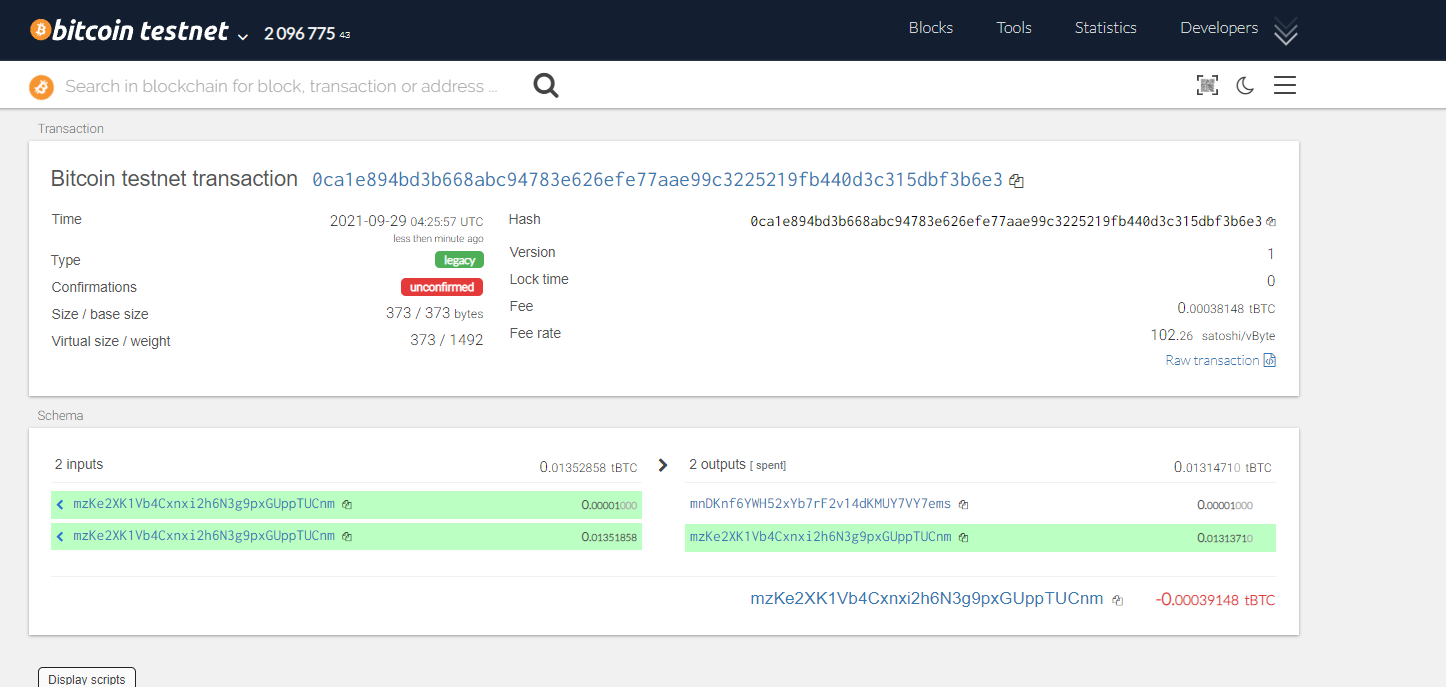 bitcoin testnet 2 096 775 43 Blocks Tools Statistics Developers
Search in blockchain for block, transaction or address ...
Transaction
Bitcoin testnet transaction 0ca1e894bd3b668abc94783e626efe77aae99c3225219fb440d3c315dbf3b6e3
Time 2021-09-29 04:25:57 UTC
less then minute ago
Type legacy
Confirmations unconfirmed
Size / base size 373 / 373 bytes
Virtual size / weight 373 / 1492
Hash 0ca1e894bd3b668abc94783e626efe77aae99c3225219fb440d3c315dbf3b6e3
Version 1
Lock time 0
Fee 0.00038148 tBTC
Fee rate 102.26 satoshi/vByte
Raw transaction
Schema
2 inputs 0.01352858 tBTC
mzKe2XK1Vb4Cxnxi2h6N3g9pxGUppTUCnm 0.00001000
mzKe2XK1Vb4Cxnxi2h6N3g9pxGUppTUCnm 0.01351858
2 outputs [ spent] 0.01314710 tBTC
mnDKnf6YWH52xYb7rF2v14dKMUY7VY7ems 0.00001000
mzKe2XK1Vb4Cxnxi2h6N3g9pxGUppTUCnm 0.01313710
mzKe2XK1Vb4Cxnxi2h6N3g9pxGUppTUCnm -0.00039148 tBTC
Display scripts